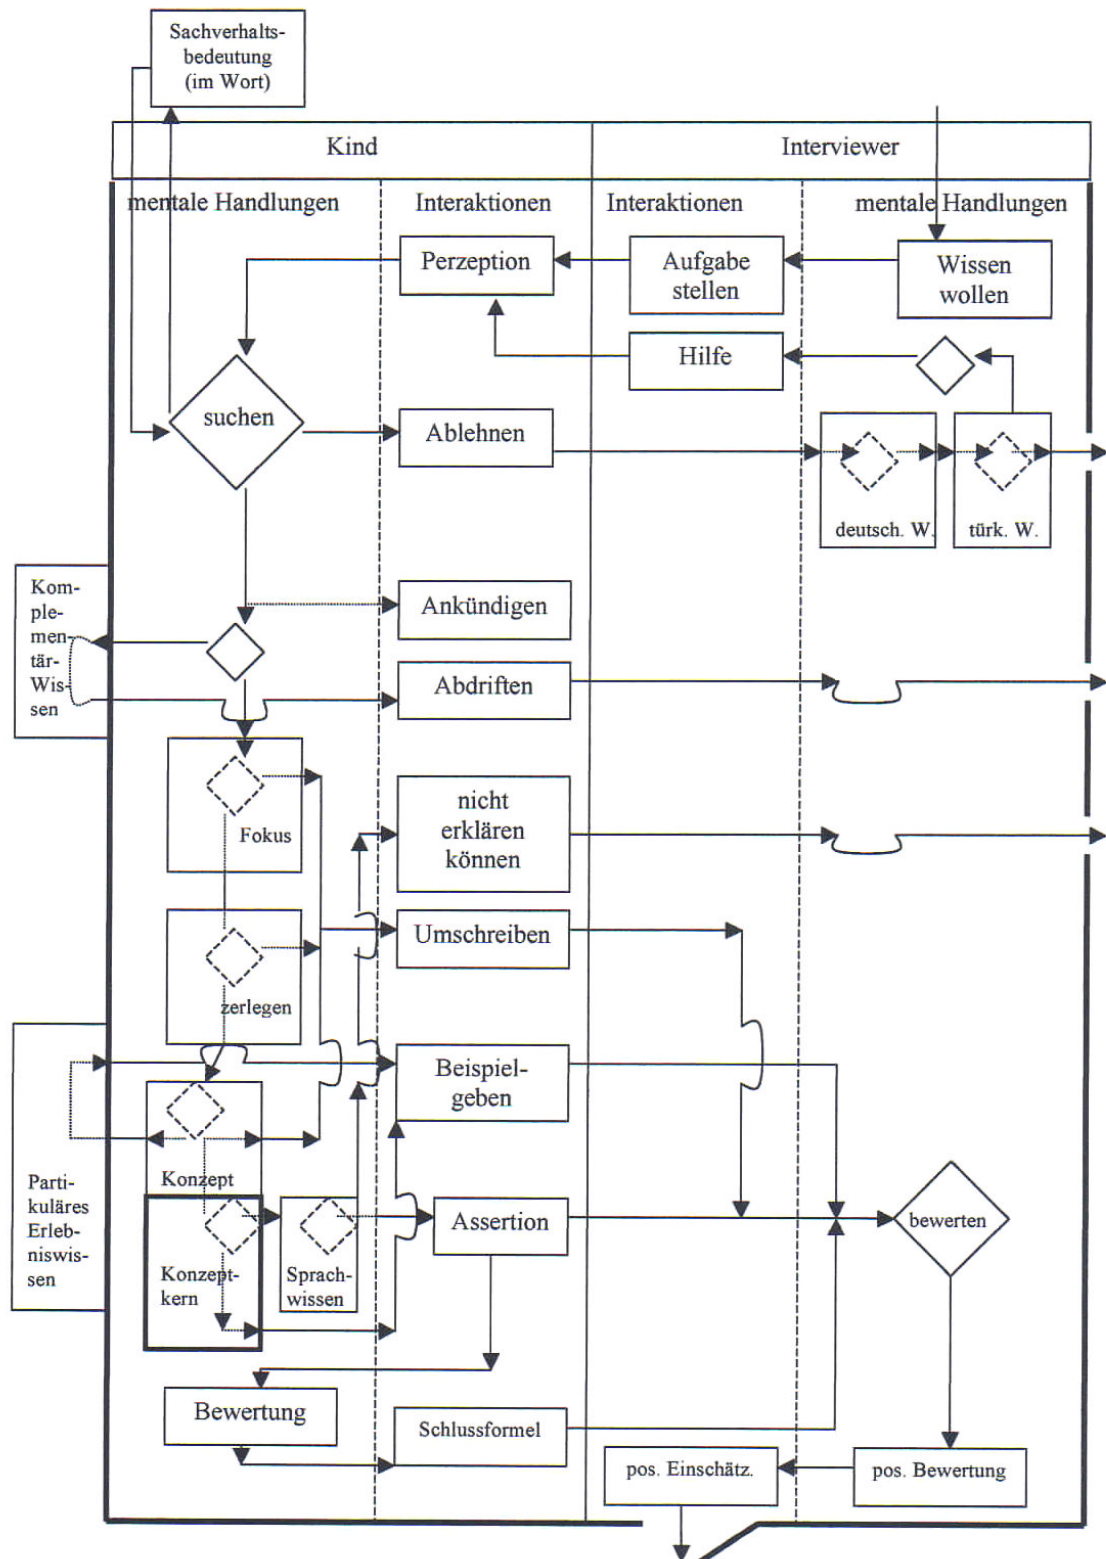 Sachverhalts-
bedeutung
(im Wort)
Kind
Interviewer
mentale Handlungen
Interaktionen
Interaktionen
mentale Handlungen
Perzeption
Aufgabe
stellen
Wissen
wollen
Hilfe
suchen
Ablehnen
deutsch. W.
türk. W.
Kom-
ple-
men-
tär-
Wis-
sen
Ankündigen
Abdriften
Fokus
nicht
erklären
können
Umschreiben
zerlegen
Beispiel-
geben
Parti-
kuläres
Erleb-
niswis-
sen
Konzept
Konzept-
kern
Sprach-
wissen
Assertion
bewerten
Bewertung
Schlussformel
pos. Einschätz.
pos. Bewertung